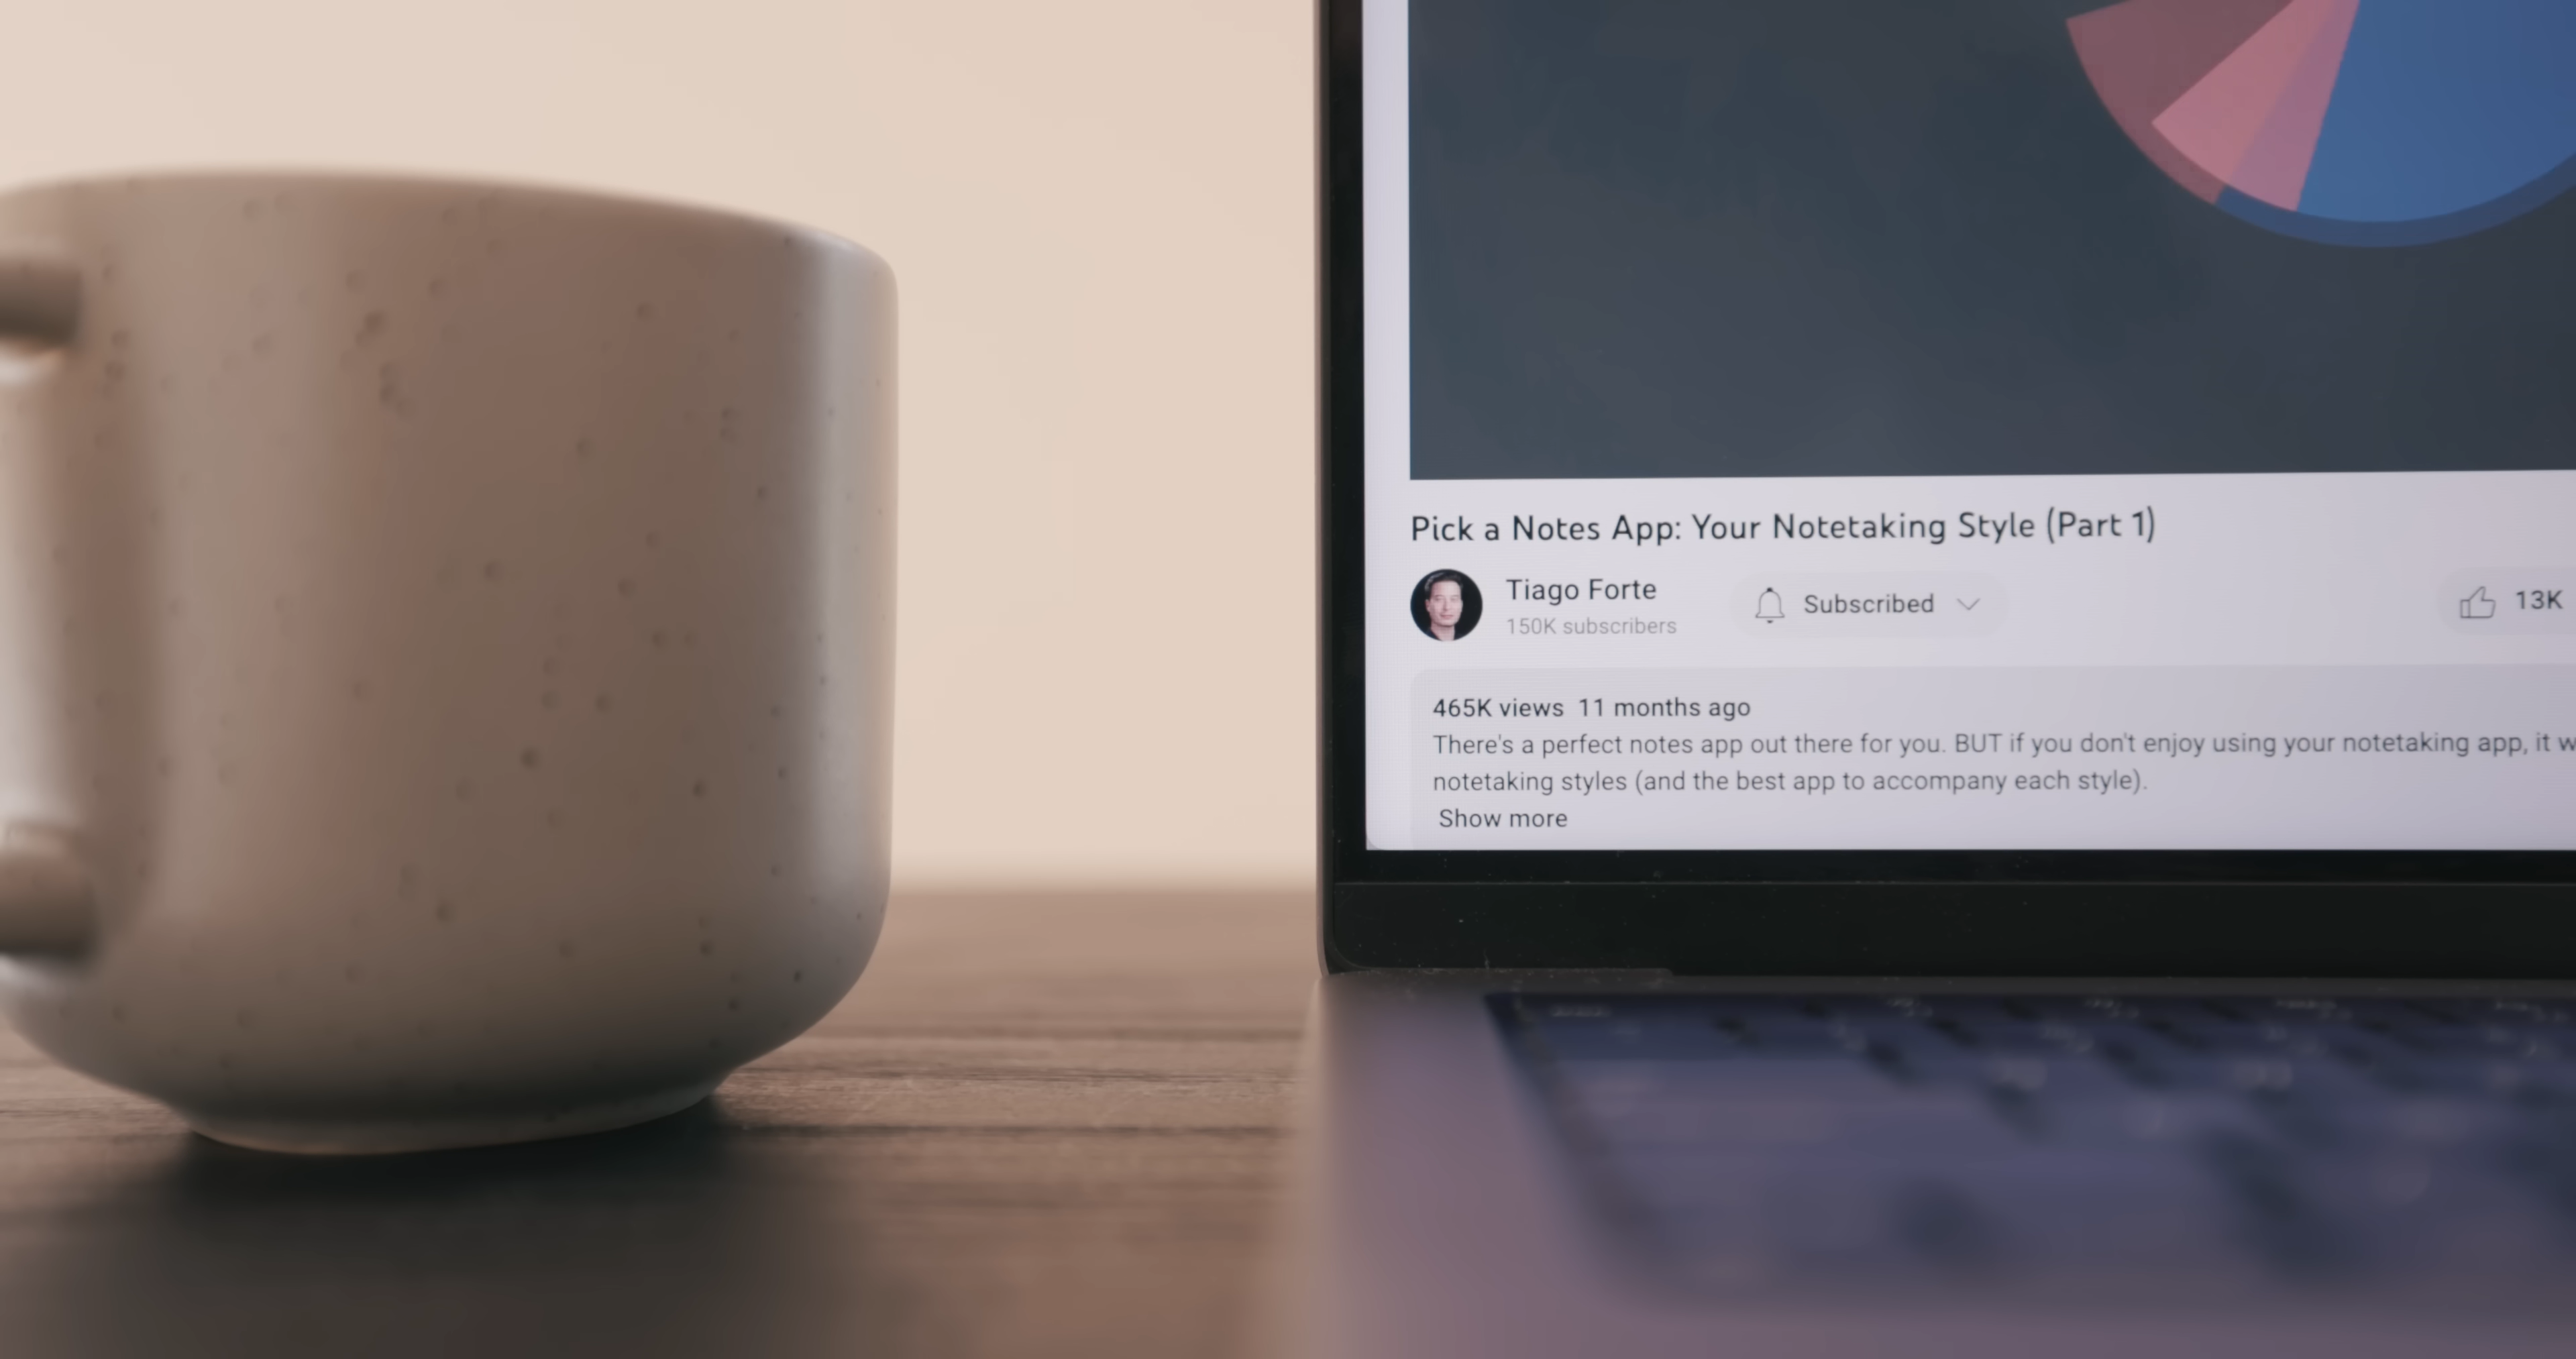 Pick a Notes App: Your Notetaking Style (Part 1)
Tiago Forte
150K subscribers
Subscribed
13K
465K views 11 months ago
There's a perfect notes app out there for you. BUT if you don't enjoy using your notetaking app, it
notetaking styles (and the best app to accompany each style).
Show more